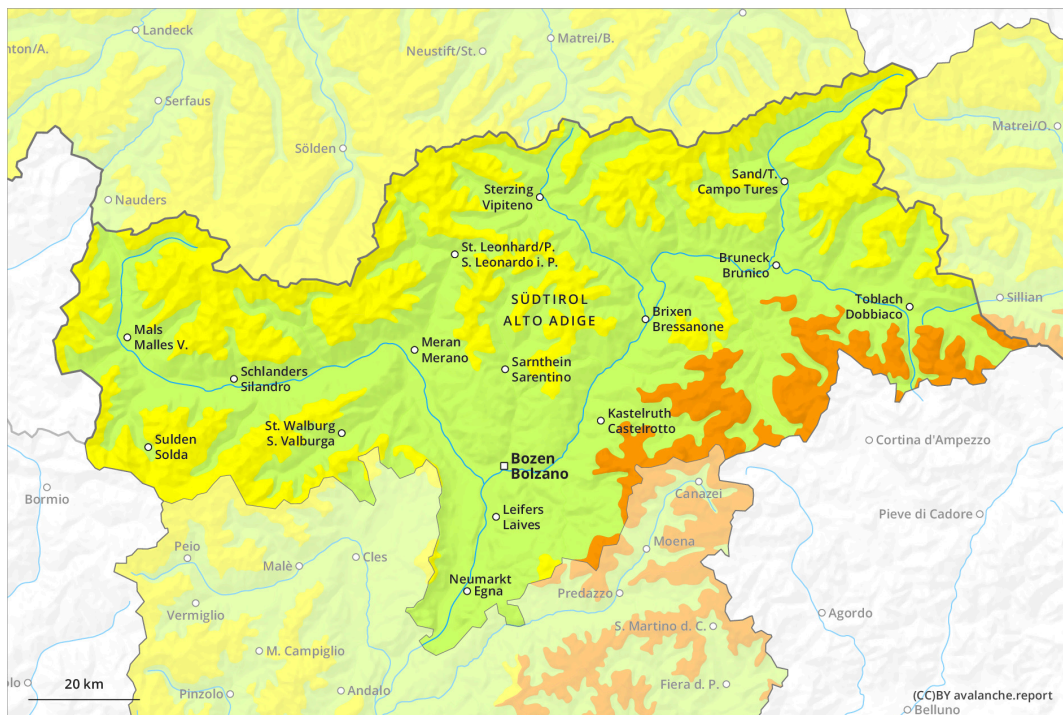 Landeck
nton/A.
Neustift/St.
Matrei/B.
Serfaus
Matrei/O.
Sölden
Sand/T.
Campo Tures
Sterzing
Vipiteno
Nauders
St. Leonhard/P.
S. Leonardo i. P.
Bruneck
Brunico
SÜDTIROL
ALTO ADIGE
Toblach
Dobbiaco
Sillian
Brixen
Bressanone
Mals
Malles V.
Meran
Merano
Sarnthein
Sarentino
Schlanders
Silandro
Kastelruth
Castelrotto
St. Walburg
S. Valburga
Sulden
Solda
Cortina d'Ampezzo
Bozen
Bolzano
Bormio
Canazei
Leifers
Laives
Pieve di Cadore
Peio
Cles
Moena
Malè
Neumarkt
Egna
Predazzo
Vermiglio
Agordo
S. Martino d. C.
M. Campiglio
olo
20 km
Pinzolo
Andalo
Fiera d. P.
(CC)BY avalanche.report
Belluno